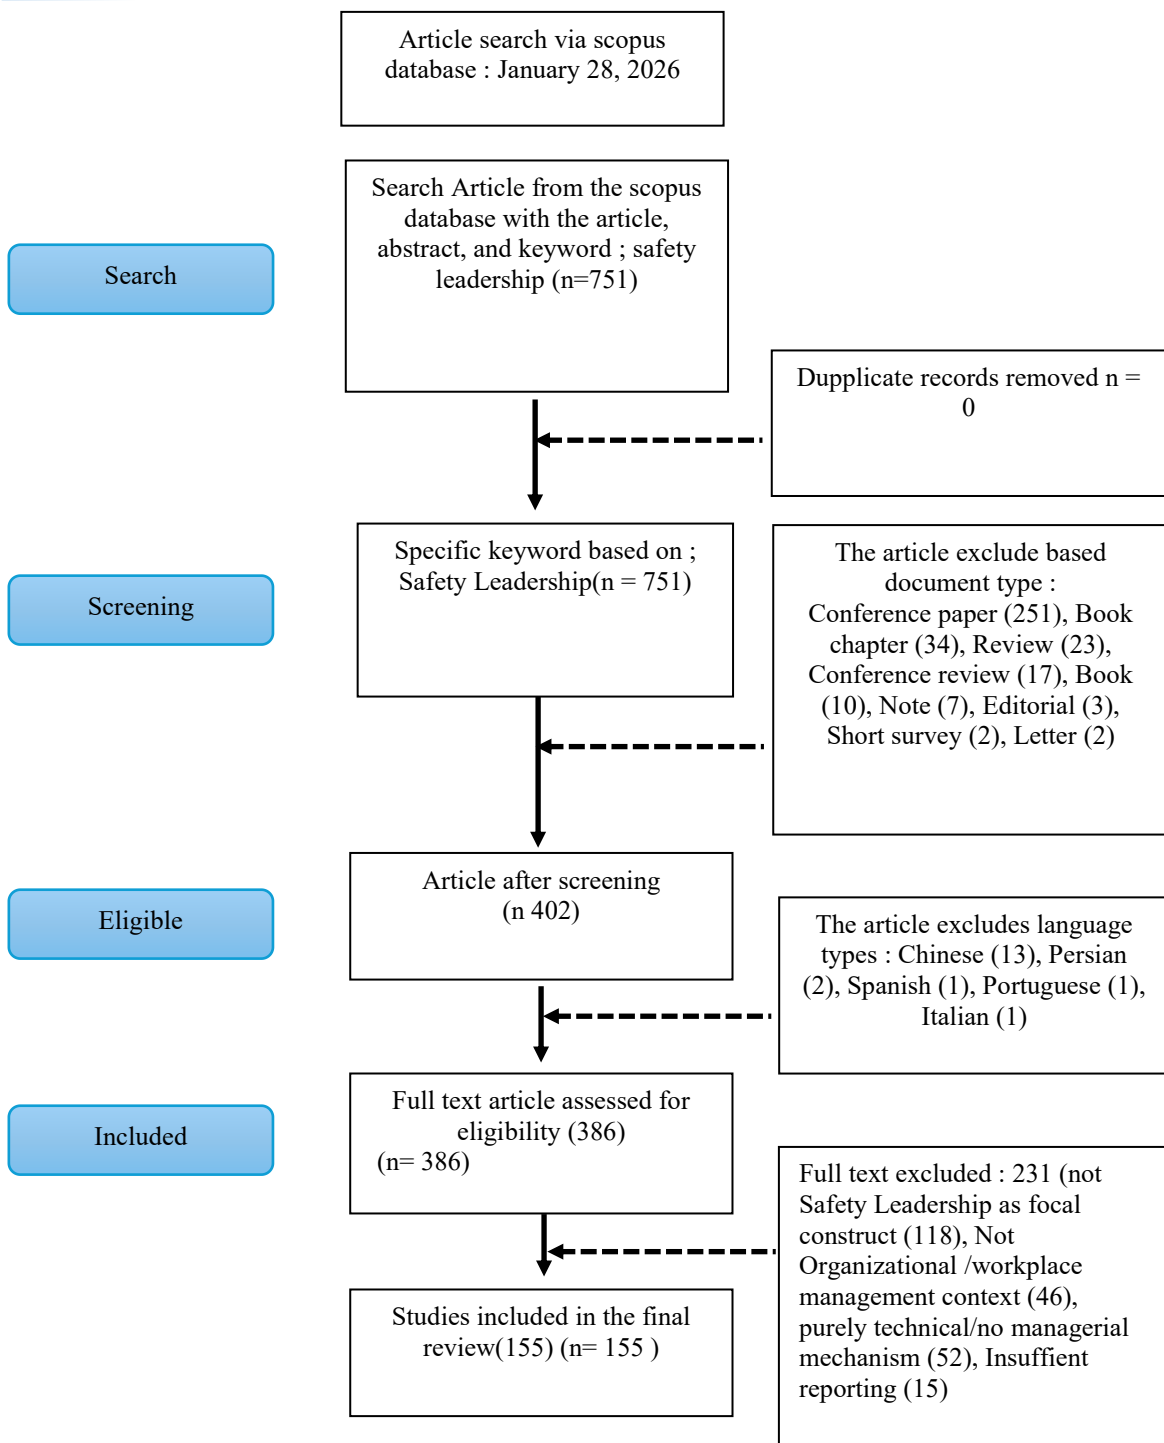 Article search via scopus
database : January 28, 2026
Search Article from the scopus
database with the article,
abstract, and keyword ; safety
leadership (n=751)
Search
Dupplicate records removed n =
0
Specific keyword based on ;
Safety Leadership(n = 751)
Screening
The article exclude based
document type :
Conference paper (251), Book
chapter (34), Review (23),
Conference review (17), Book
(10), Note (7), Editorial (3),
Short survey (2), Letter (2)
Article after screening
(n 402)
Eligible
The article excludes language
types : Chinese (13), Persian
(2), Spanish (1), Portuguese (1),
Italian (1)
Full text article assessed for
eligibility (386)
(n= 386)
Included
Full text excluded : 231 (not
Safety Leadership as focal
construct (118), Not
Organizational /workplace
management context (46),
purely technical/no managerial
mechanism (52), Insuffient
reporting (15)
Studies included in the final
review(155) (n= 155 )